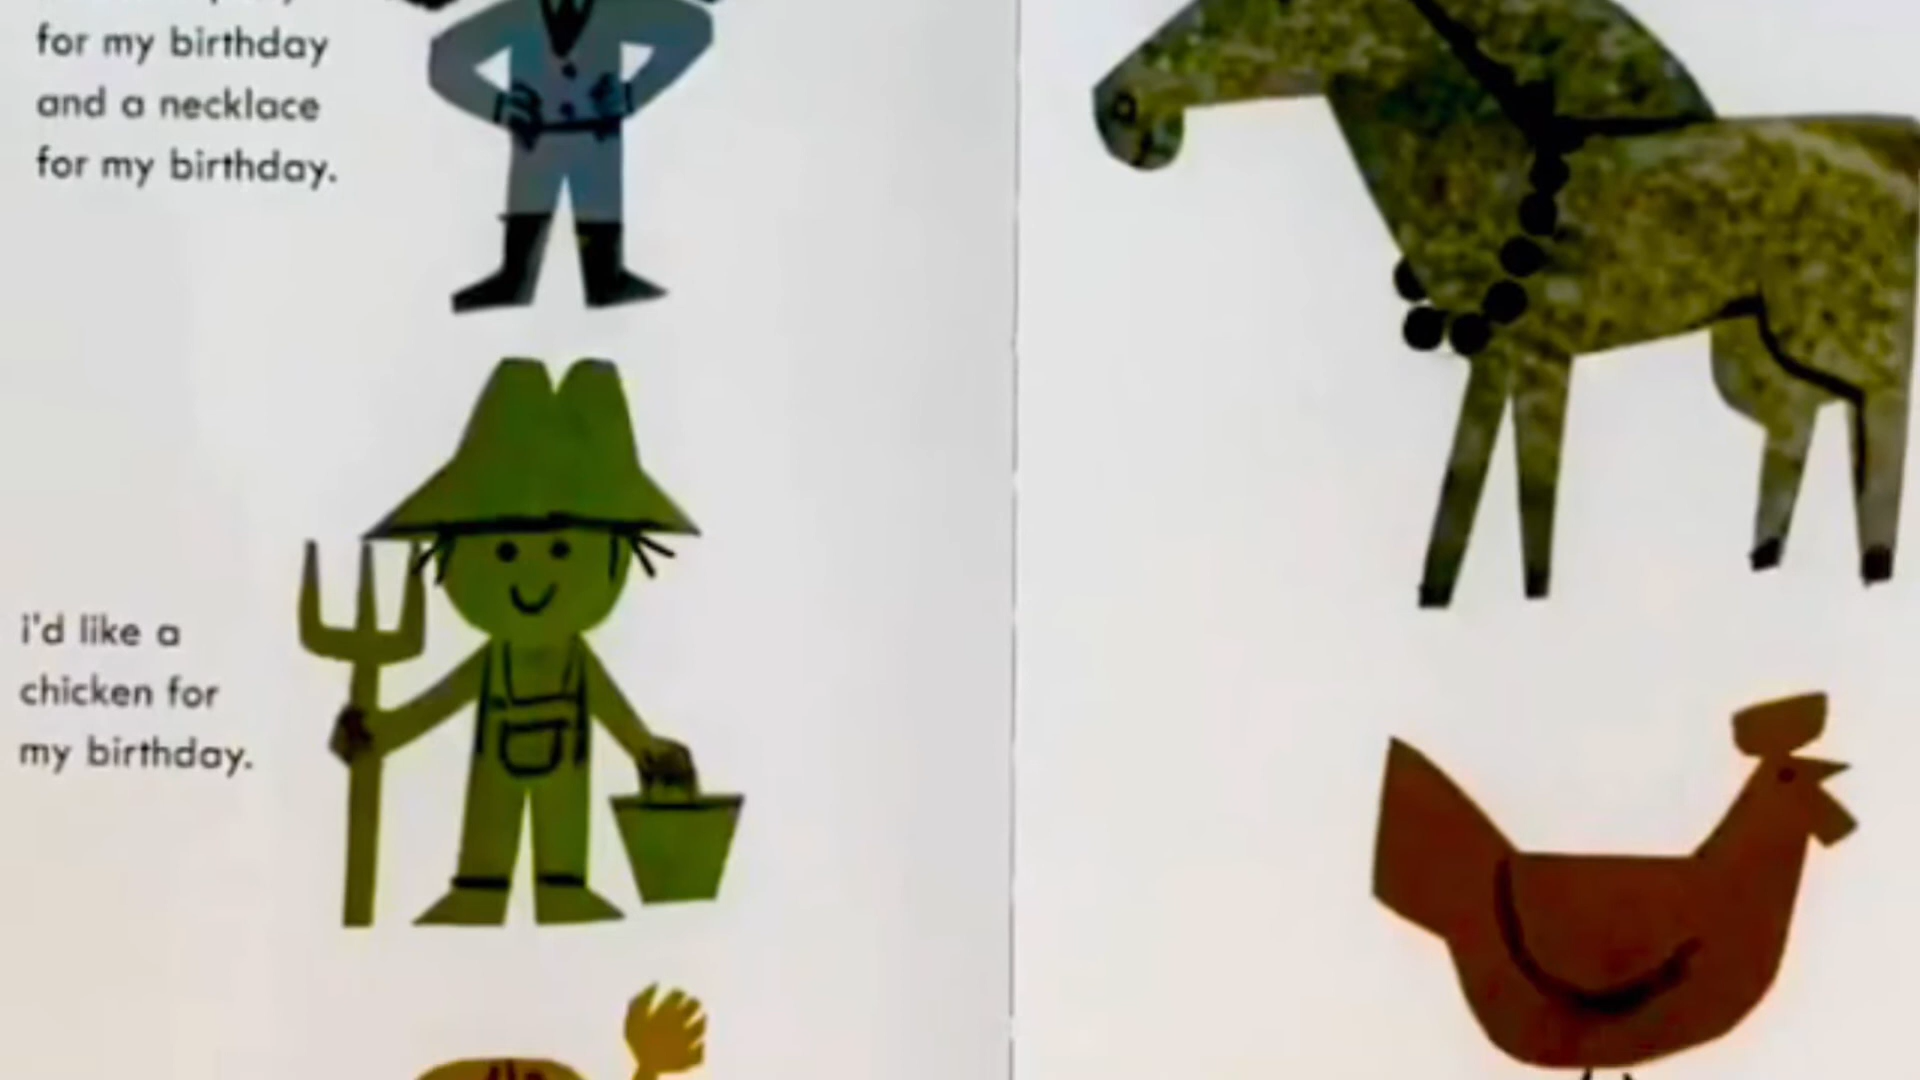 for my birthday
and a necklace
for my birthday.
i'd like a
chicken for
my birthday.